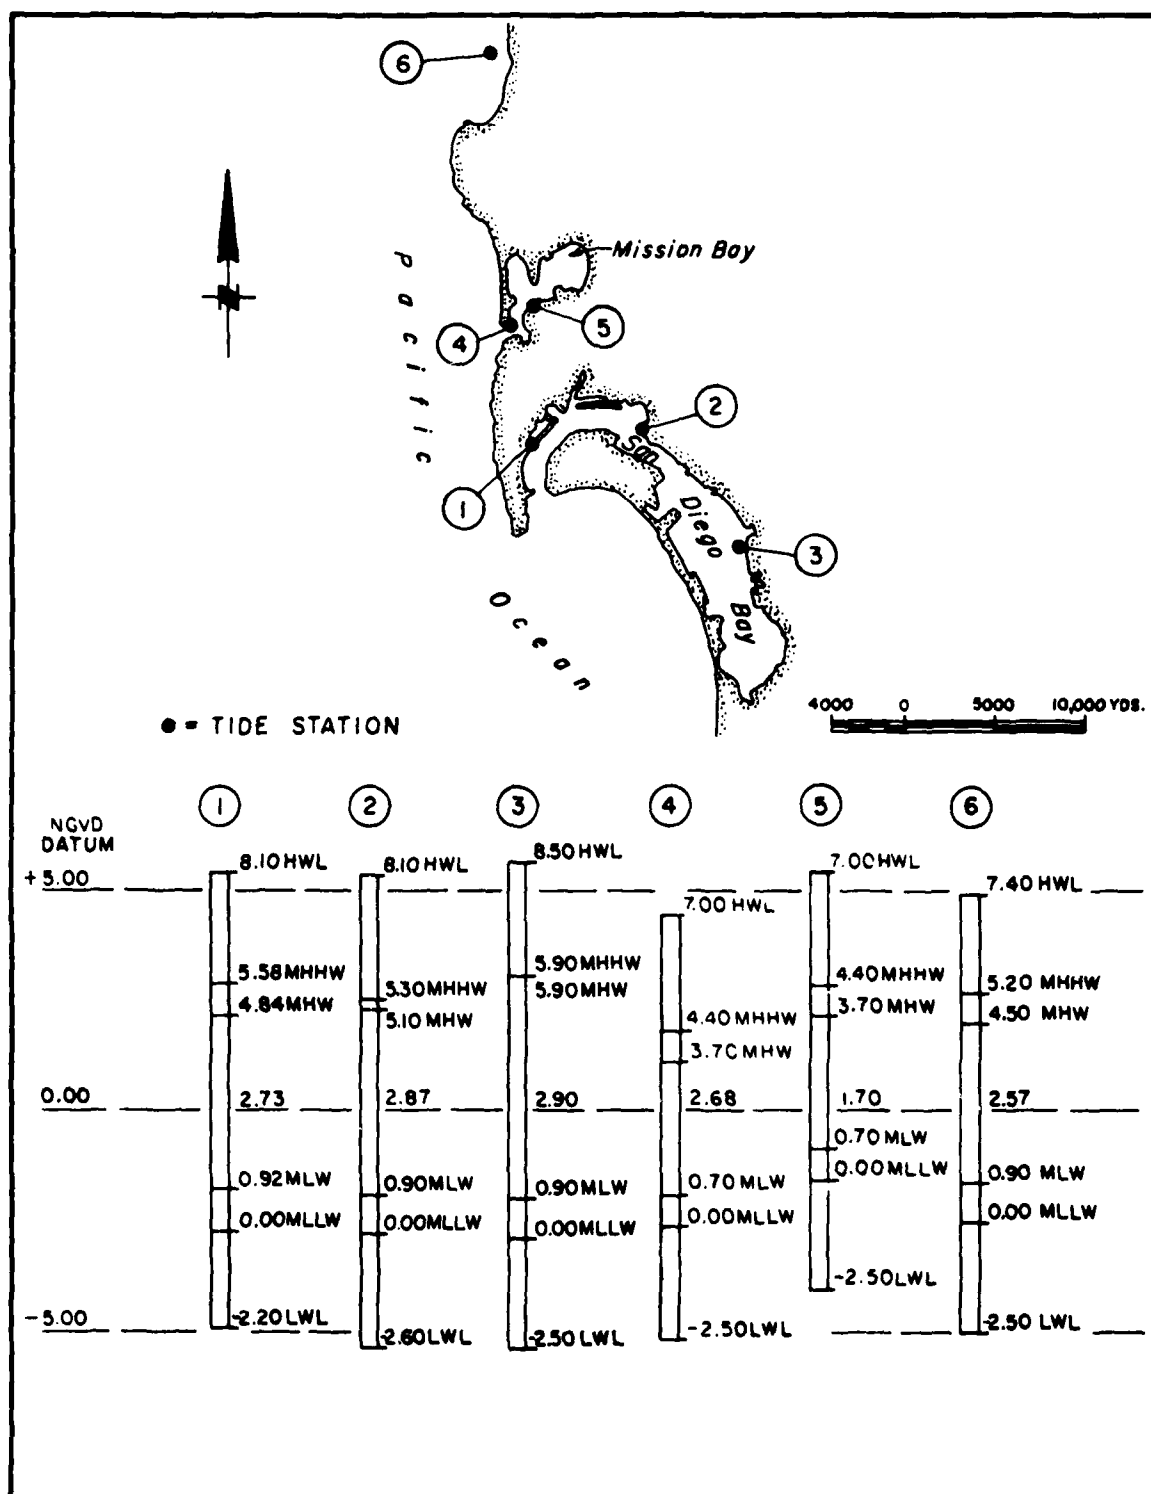 6
Mission Bay
Pacific
4
5
2
San
1
Diego
3
Ocean
Bay
4000 0 5000 10,000 YDS.
● = TIDE STATION
1 2 3 4 5 6
NGVD
DATUM
8.10 HWL 8.10 HWL 8.50 HWL 7.00 HWL
+5.00
7.40 HWL
7.00 HWL
5.58 MHHW 5.30 MHHW 5.90 MHHW 4.40 MHHW 5.20 MHHW
4.84 MHW 5.10 MHW 5.90 MHW 3.70 MHW 4.50 MHW
4.40 MHHW
3.70 MHW
0.00 2.73 2.87 2.90 2.68 1.70 2.57
0.70 MLW
0.92 MLW 0.90 MLW 0.90 MLW 0.70 MLW 0.00 MLLW 0.90 MLW
0.00 MLLW 0.00 MLLW 0.00 MLLW 0.00 MLLW 0.00 MLLW
-2.50 LWL
-5.00 -2.20 LWL -2.60 LWL -2.50 LWL -2.50 LWL -2.50 LWL